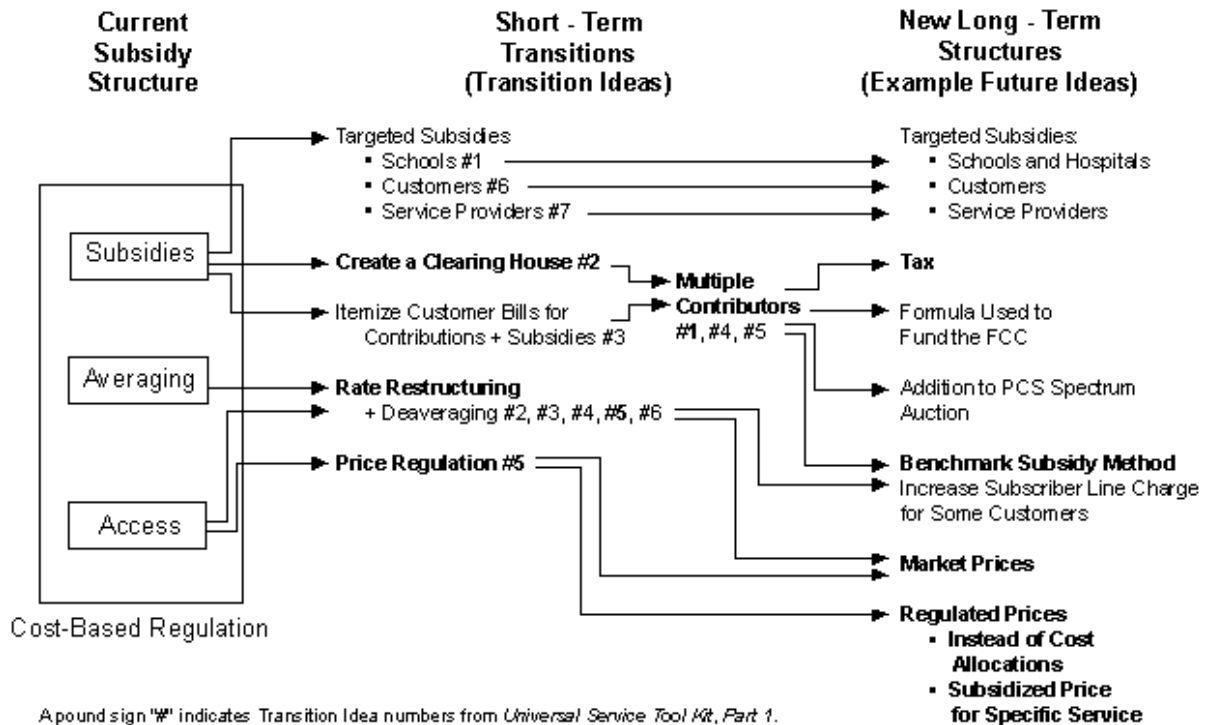 Current
Subsidy
Structure
Short - Term
Transitions
(Transition Ideas)
New Long - Term
Structures
(Example Future Ideas)
Subsidies
Averaging
Access
Cost-Based Regulation
Targeted Subsidies
▪ Schools #1
▪ Customers #6
▪ Service Providers #7
Create a Clearing House #2
Itemize Customer Bills for
Contributions + Subsidies #3
Multiple
Contributors
#1, #4, #5
Rate Restructuring
+ Deaveraging #2, #3, #4, #5, #6
Price Regulation #5
Targeted Subsidies:
▪ Schools and Hospitals
▪ Customers
▪ Service Providers
Tax
Formula Used to
Fund the FCC
Addition to PCS Spectrum
Auction
Benchmark Subsidy Method
Increase Subscriber Line Charge
for Some Customers
Market Prices
Regulated Prices
▪ Instead of Cost
Allocations
▪ Subsidized Price
for Specific Service
A pound sign "#" indicates Transition Idea numbers from Universal Service Tool Kit, Part 1.